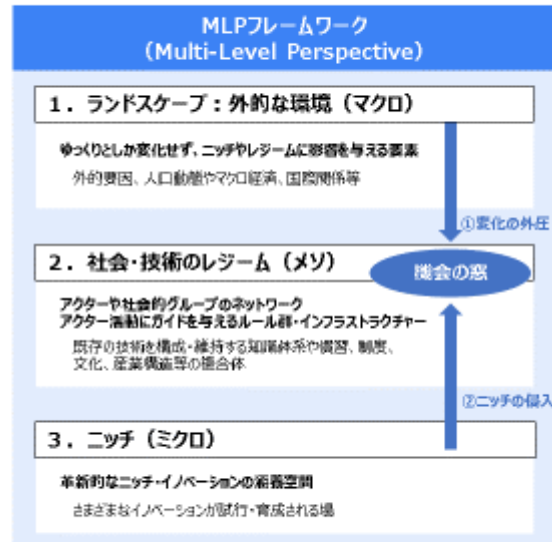 MLPフレームワーク
(Multi-Level Perspective)
1. ランドスケープ:外的な環境(マクロ)
ゆっくりとしか変化せず、ニッチやレジームに影響を与える要素
外的要因、人口動態やマクロ経済、国際関係等
①変化の外圧
2. 社会・技術のレジーム(メソ)
機会の窓
アクターや社会的グループのネットワーク
アクター活動にガイドを与えるルール群・インフラストラクチャー
既存の技術を構成・維持する知識体系や慣習、制度、
文化、産業構造等の複合体
②ニッチの侵入
3. ニッチ(ミクロ)
革新的なニッチ・イノベーションの涵養空間
さまざまなイノベーションが試行・育成される場